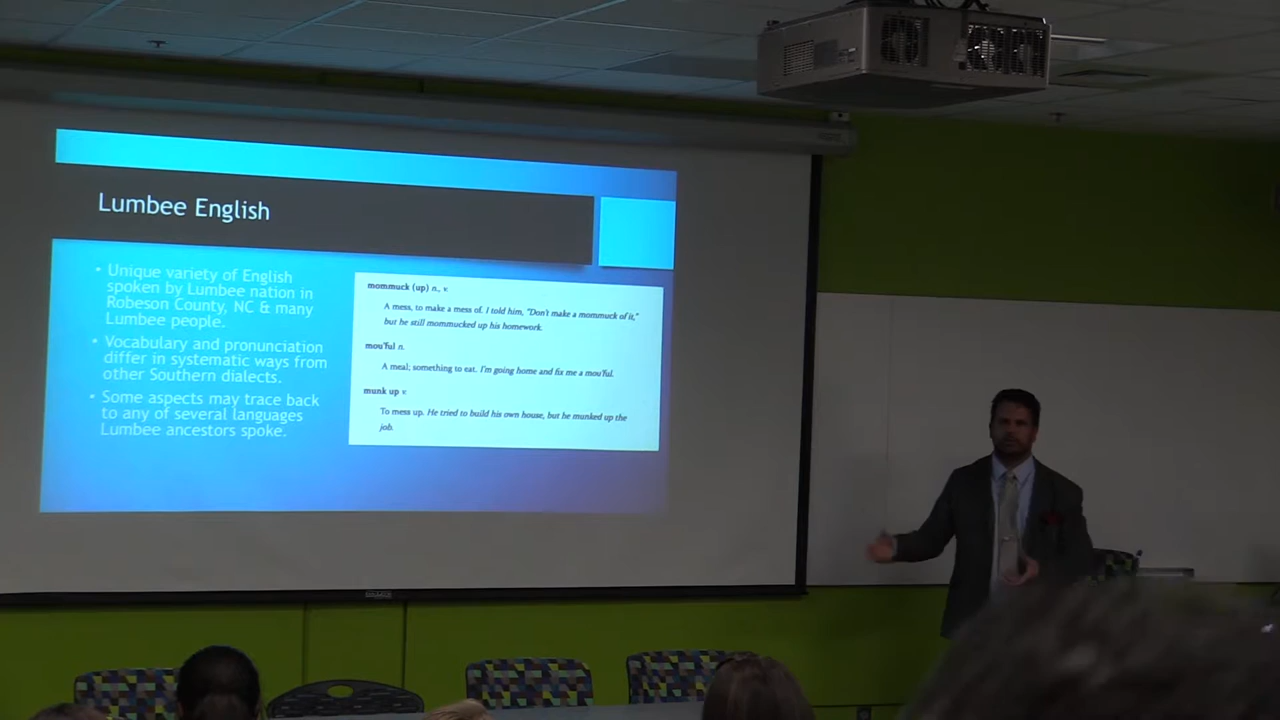 Lumbee English
• Unique variety of English
spoken by Lumbee nation in
Robeson County, NC & many
Lumbee people.
• Vocabulary and pronunciation
differ in systematic ways from
other Southern dialects.
• Some aspects may trace back
to any of several languages
Lumbee ancestors spoke.
mommuck (up) n., v.
A mess, to make a mess of. I told him, "Don't make a mommuck of it,"
but he still mommucked up his homework.
mou'ful n.
A meal; something to eat. I'm going home and fix me a mou'ful.
munk up v.
To mess up. He tried to build his own house, but he munked up the
job.